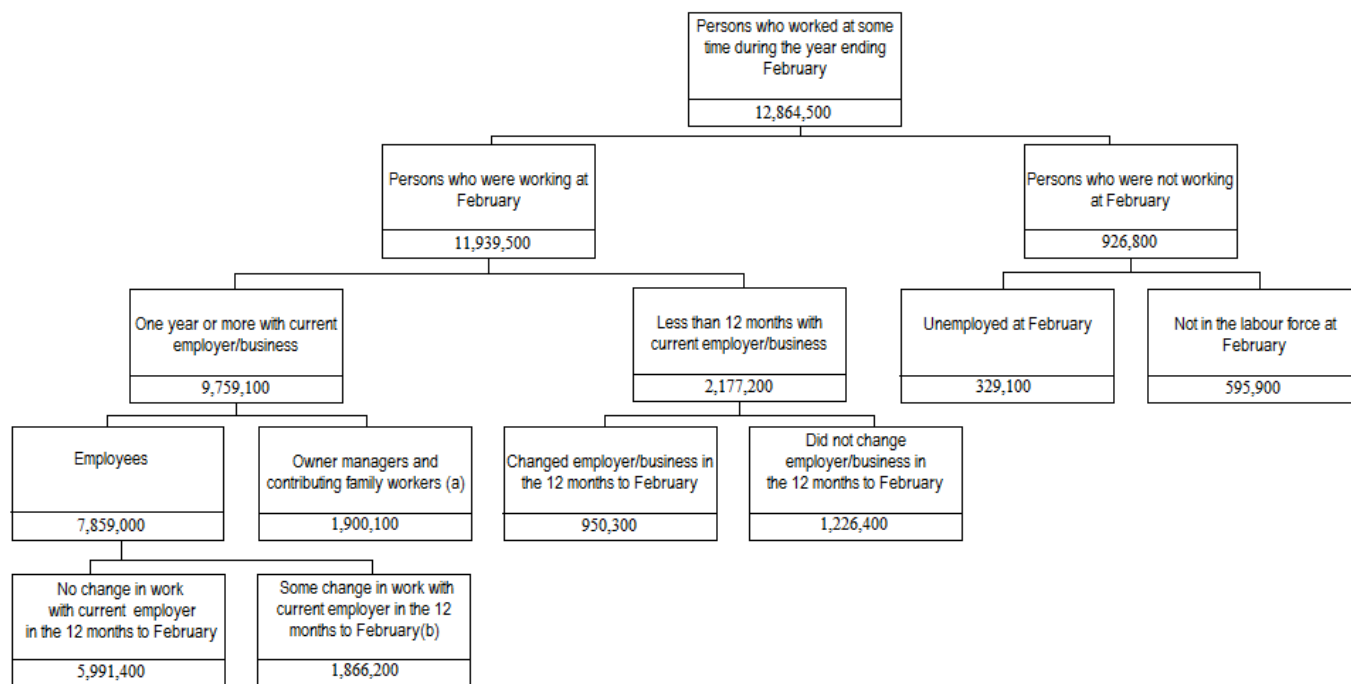 Persons who worked at some
time during the year ending
February
12,864,500
Persons who were working at
February
11,939,500
Persons who were not working
at February
926,800
One year or more with current
employer/business
9,759,100
Less than 12 months with
current employer/business
2,177,200
Unemployed at February
329,100
Not in the labour force at
February
595,900
Employees
7,859,000
Owner managers and
contributing family workers (a)
1,900,100
Changed employer/business in
the 12 months to February
950,300
Did not change
employer/business in
the 12 months to February
1,226,400
No change in work
with current employer
in the 12 months to February
5,991,400
Some change in work with
current employer in the 12
months to February(b)
1,866,200